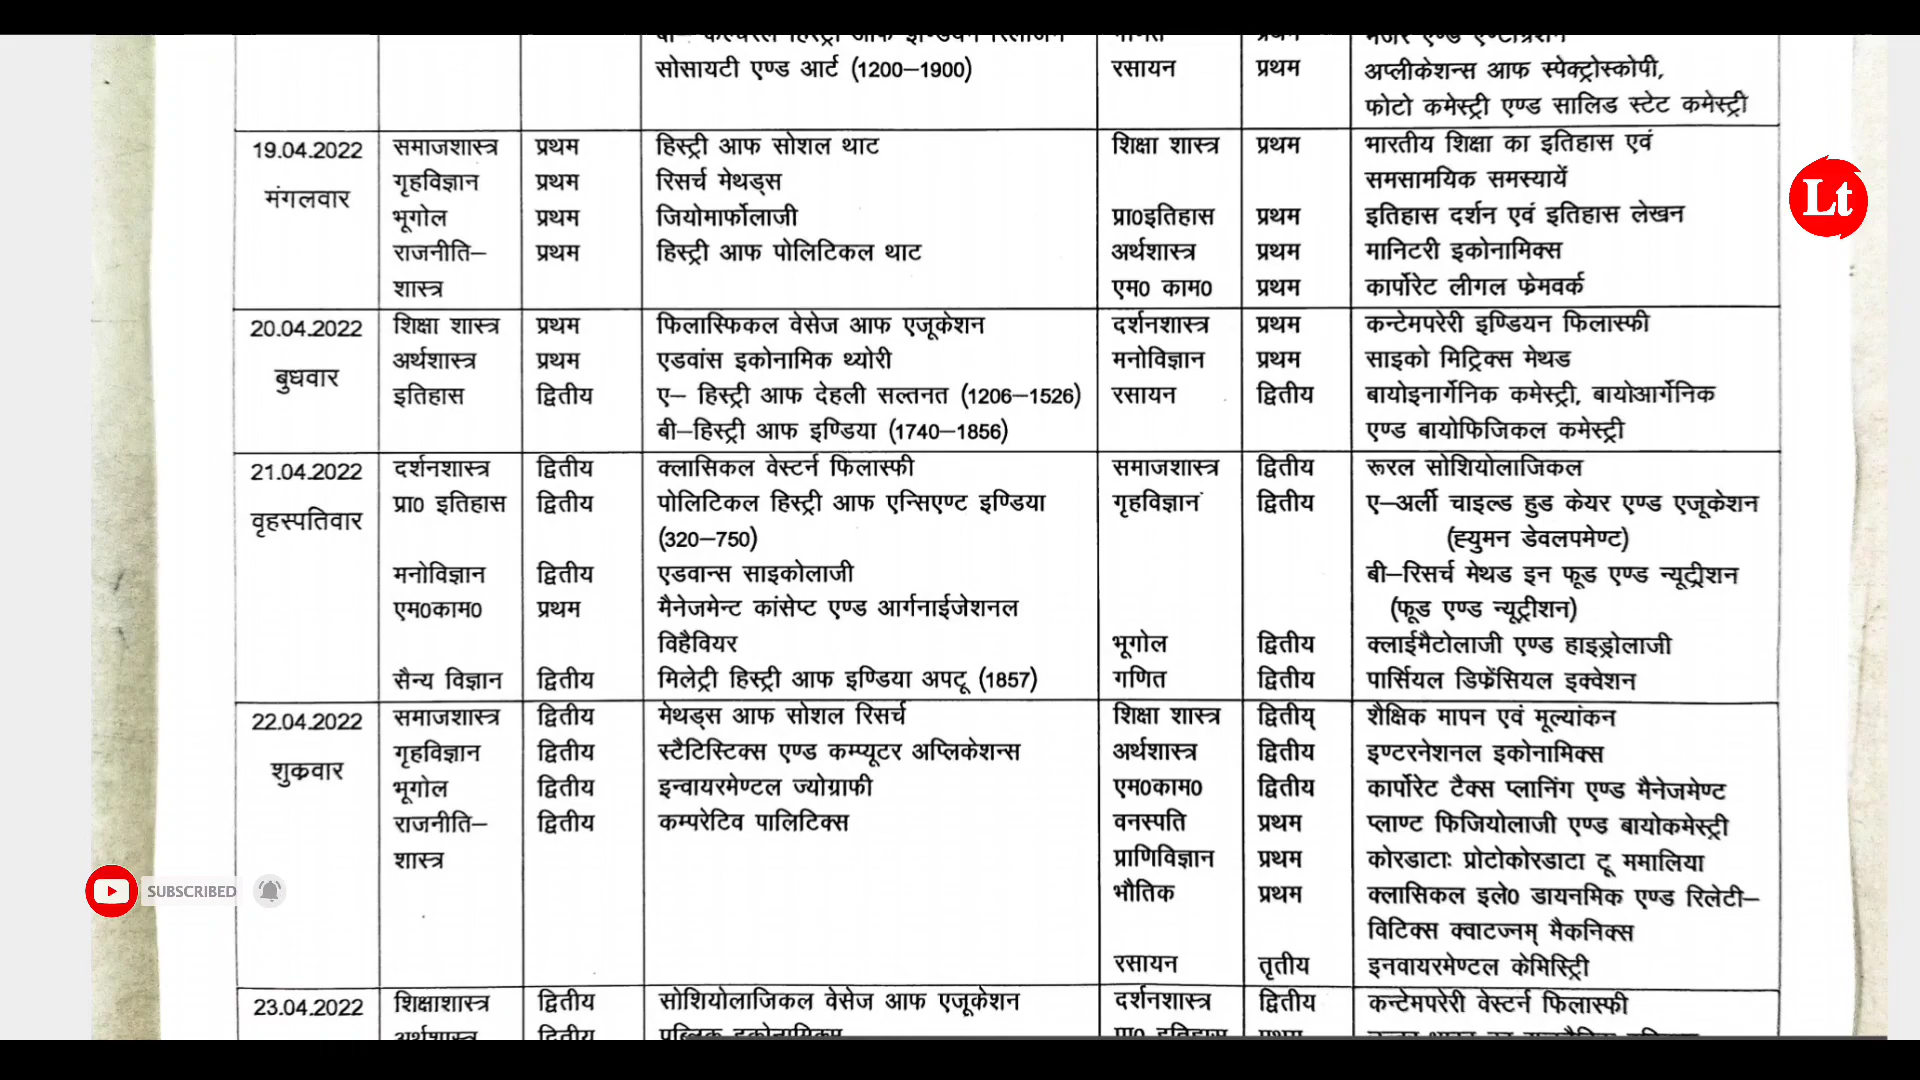 सोसायटी एण्ड आर्ट (1200–1900) रसायन प्रथम अप्लीकेशन्स आफ स्पेक्ट्रोस्कोपी,
फोटो कमेस्ट्री एण्ड सालिड स्टेट कमेस्ट्री
19.04.2022 समाजशास्त्र प्रथम हिस्ट्री आफ सोशल थाट शिक्षा शास्त्र प्रथम भारतीय शिक्षा का इतिहास एवं
मंगलवार गृहविज्ञान प्रथम रिसर्च मेथड्स समसामयिक समस्यायें
भूगोल प्रथम जियोमार्फोलाजी प्रा0इतिहास प्रथम इतिहास दर्शन एवं इतिहास लेखन
राजनीति– प्रथम हिस्ट्री आफ पोलिटिकल थाट अर्थशास्त्र प्रथम मानिटरी इकोनामिक्स
शास्त्र एम0 काम0 प्रथम कार्पोरेट लीगल फ्रेमवर्क
Lt
20.04.2022 शिक्षा शास्त्र प्रथम फिलास्फिकल वेसेज आफ एजूकेशन दर्शनशास्त्र प्रथम कन्टेमपरेरी इण्डियन फिलास्फी
बुधवार अर्थशास्त्र प्रथम एडवांस इकोनामिक थ्योरी मनोविज्ञान प्रथम साइको मिट्रिक्स मेथड
इतिहास द्वितीय ए– हिस्ट्री आफ देहली सल्तनत (1206–1526) रसायन द्वितीय बायोइनार्गेनिक कमेस्ट्री, बायोआर्गेनिक
बी–हिस्ट्री आफ इण्डिया (1740–1856) एण्ड बायोफिजिकल कमेस्ट्री
21.04.2022 दर्शनशास्त्र द्वितीय क्लासिकल वेस्टर्न फिलास्फी समाजशास्त्र द्वितीय रूरल सोशियोलाजिकल
वृहस्पतिवार प्रा0 इतिहास द्वितीय पोलिटिकल हिस्ट्री आफ एन्सिएण्ट इण्डिया गृहविज्ञान द्वितीय ए–अर्ली चाइल्ड हुड केयर एण्ड एजूकेशन
(320–750) (ह्युमन डेवलपमेण्ट)
मनोविज्ञान द्वितीय एडवान्स साइकोलाजी बी–रिसर्च मेथड इन फूड एण्ड न्यूट्रीशन
एम0काम0 प्रथम मैनेजमेन्ट कांसेप्ट एण्ड आर्गनाईजेशनल (फूड एण्ड न्यूट्रीशन)
विहैवियर भूगोल द्वितीय क्लाईमैटोलाजी एण्ड हाइड्रोलाजी
सैन्य विज्ञान द्वितीय मिलेट्री हिस्ट्री आफ इण्डिया अपटू (1857) गणित द्वितीय पार्सियल डिफ्रेंसियल इक्वेशन
22.04.2022 समाजशास्त्र द्वितीय मेथड्स आफ सोशल रिसर्च शिक्षा शास्त्र द्वितीय् शैक्षिक मापन एवं मूल्यांकन
शुक्रवार गृहविज्ञान द्वितीय स्टैटिस्टिक्स एण्ड कम्प्यूटर अप्लिकेशन्स अर्थशास्त्र द्वितीय इण्टरनेशनल इकोनामिक्स
भूगोल द्वितीय इन्वायरमेण्टल ज्योग्राफी एम0काम0 द्वितीय कार्पोरेट टैक्स प्लानिंग एण्ड मैनेजमेण्ट
राजनीति– द्वितीय कम्परेटिव पालिटिक्स वनस्पति प्रथम प्लाण्ट फिजियोलाजी एण्ड बायोकमेस्ट्री
शास्त्र प्राणिविज्ञान प्रथम कोरडाटाः प्रोटोकोरडाटा टू ममालिया
SUBSCRIBED भौतिक प्रथम क्लासिकल इले0 डायनमिक एण्ड रिलेटी–
विटिक्स क्वाटज्नम् मैकनिक्स
रसायन तृतीय इनवायरमेण्टल केमिस्ट्री
23.04.2022 शिक्षाशास्त्र द्वितीय सोशियोलाजिकल वेसेज आफ एजूकेशन दर्शनशास्त्र द्वितीय कन्टेमपरेरी वेस्टर्न फिलास्फी
अर्थशास्त्र द्वितीय पब्लिक इकोनामिक्स प्रा0 इतिहास प्रथम